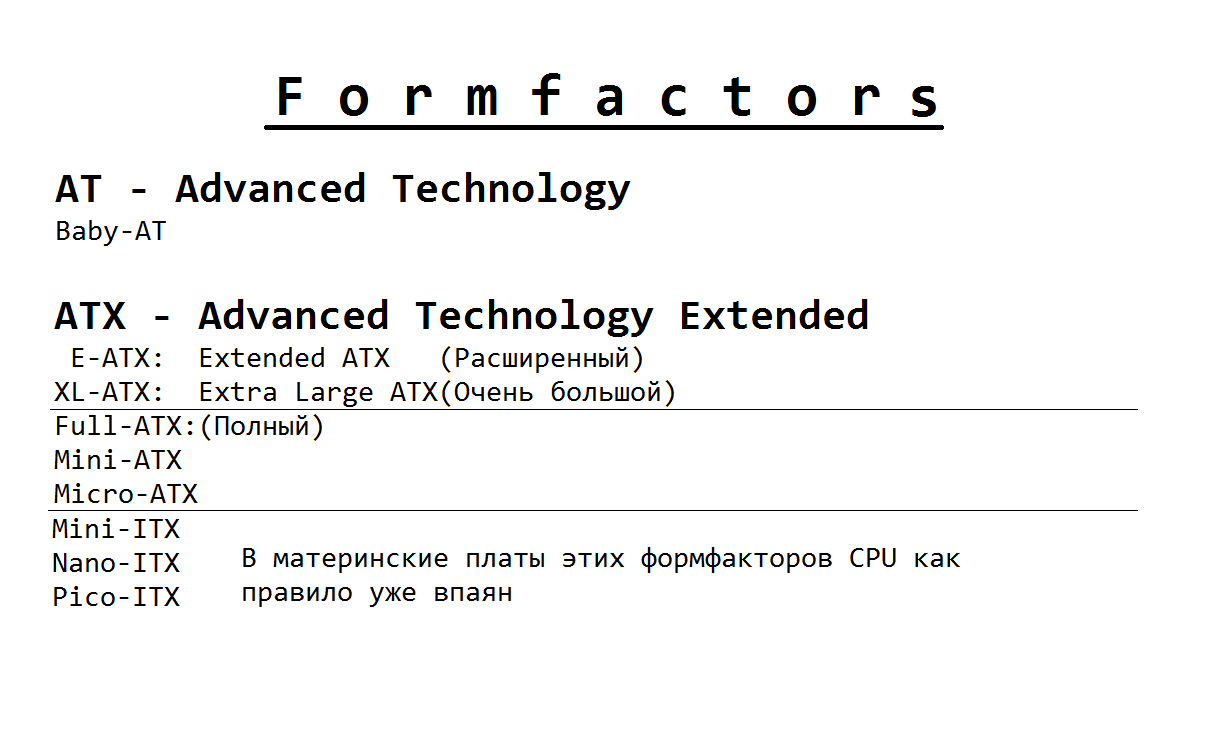 Formfactors
AT - Advanced Technology
Baby-AT
ATX - Advanced Technology Extended
E-ATX: Extended ATX (Расширенный)
XL-ATX: Extra Large ATX(Очень большой)
Full-ATX:(Полный)
Mini-ATX
Micro-ATX
Mini-ITX
Nano-ITX
Pico-ITX
В материнские платы этих формфакторов CPU как
правило уже впаян